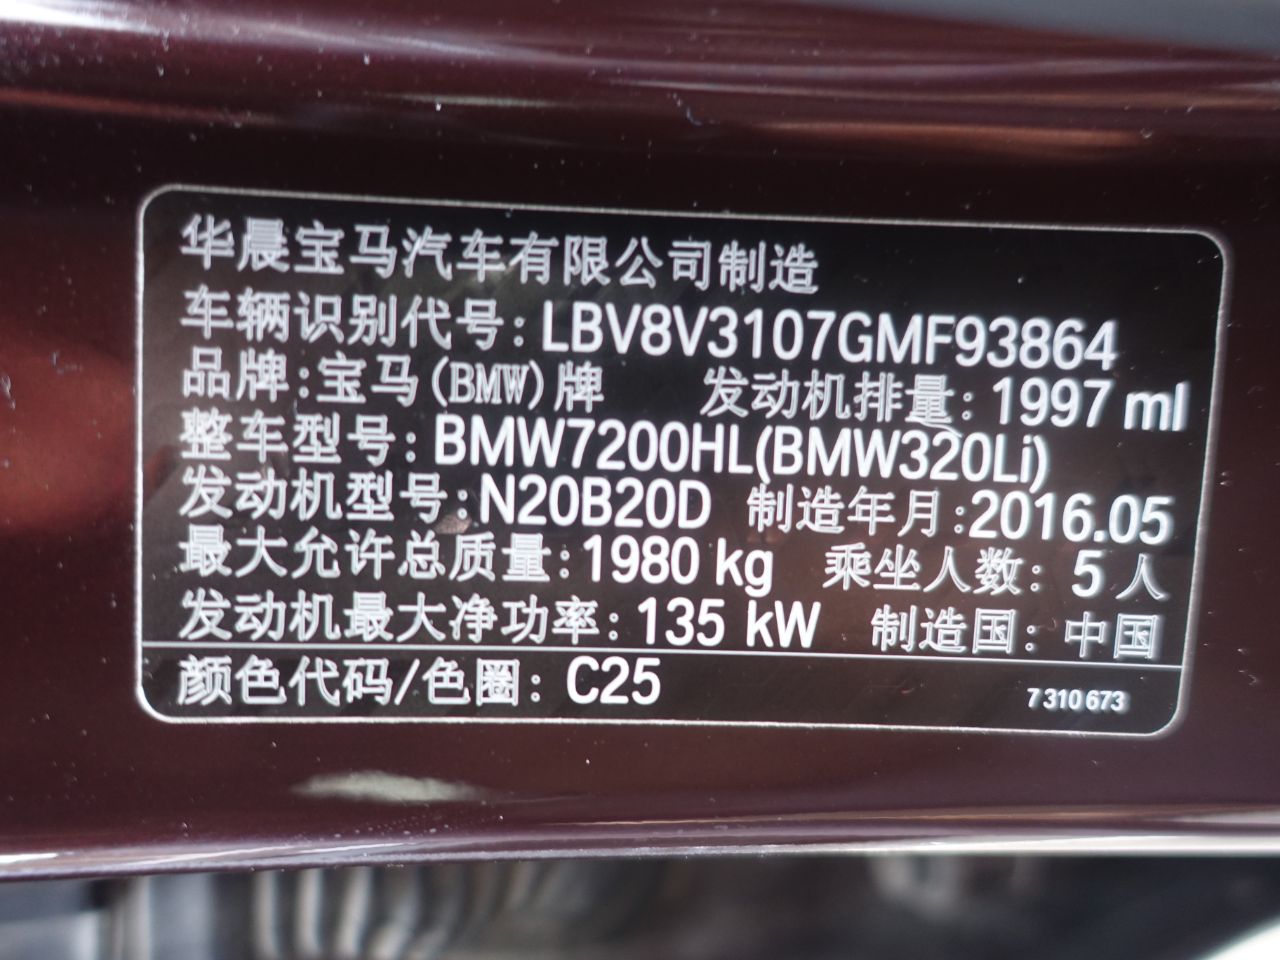 华晨宝马汽车有限公司制造
车辆识别代号: LBV8V3107GMF93864
品牌:宝马(BMW)牌 发动机排量: 1997 ml
整车型号: BMW7200HL(BMW320Li)
发动机型号: N20B20D 制造年月:2016.05
最大允许总质量: 1980 kg 乘坐人数: 5 人
发动机最大净功率: 135 kW 制造国: 中国
颜色代码/色圈: C25 7 310 673